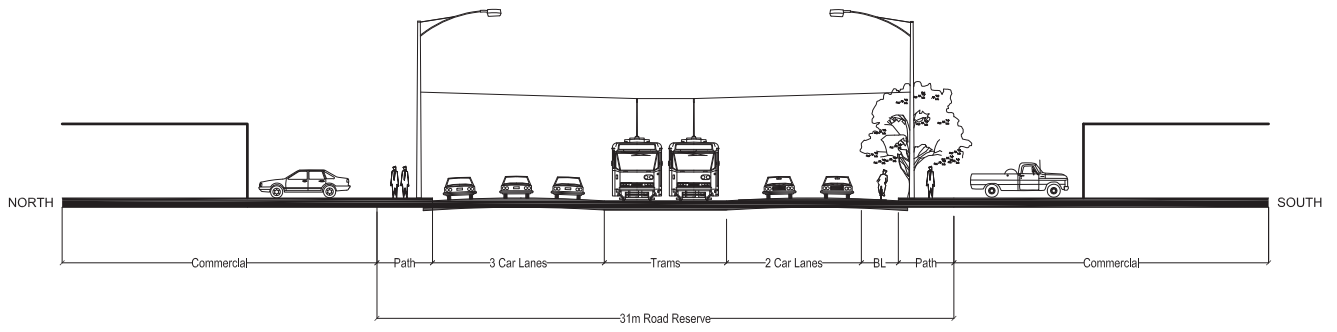 NORTH
SOUTH
Commercial
Path
3 Car Lanes
Trams
2 Car Lanes
BL
Path
Commercial
31m Road Reserve